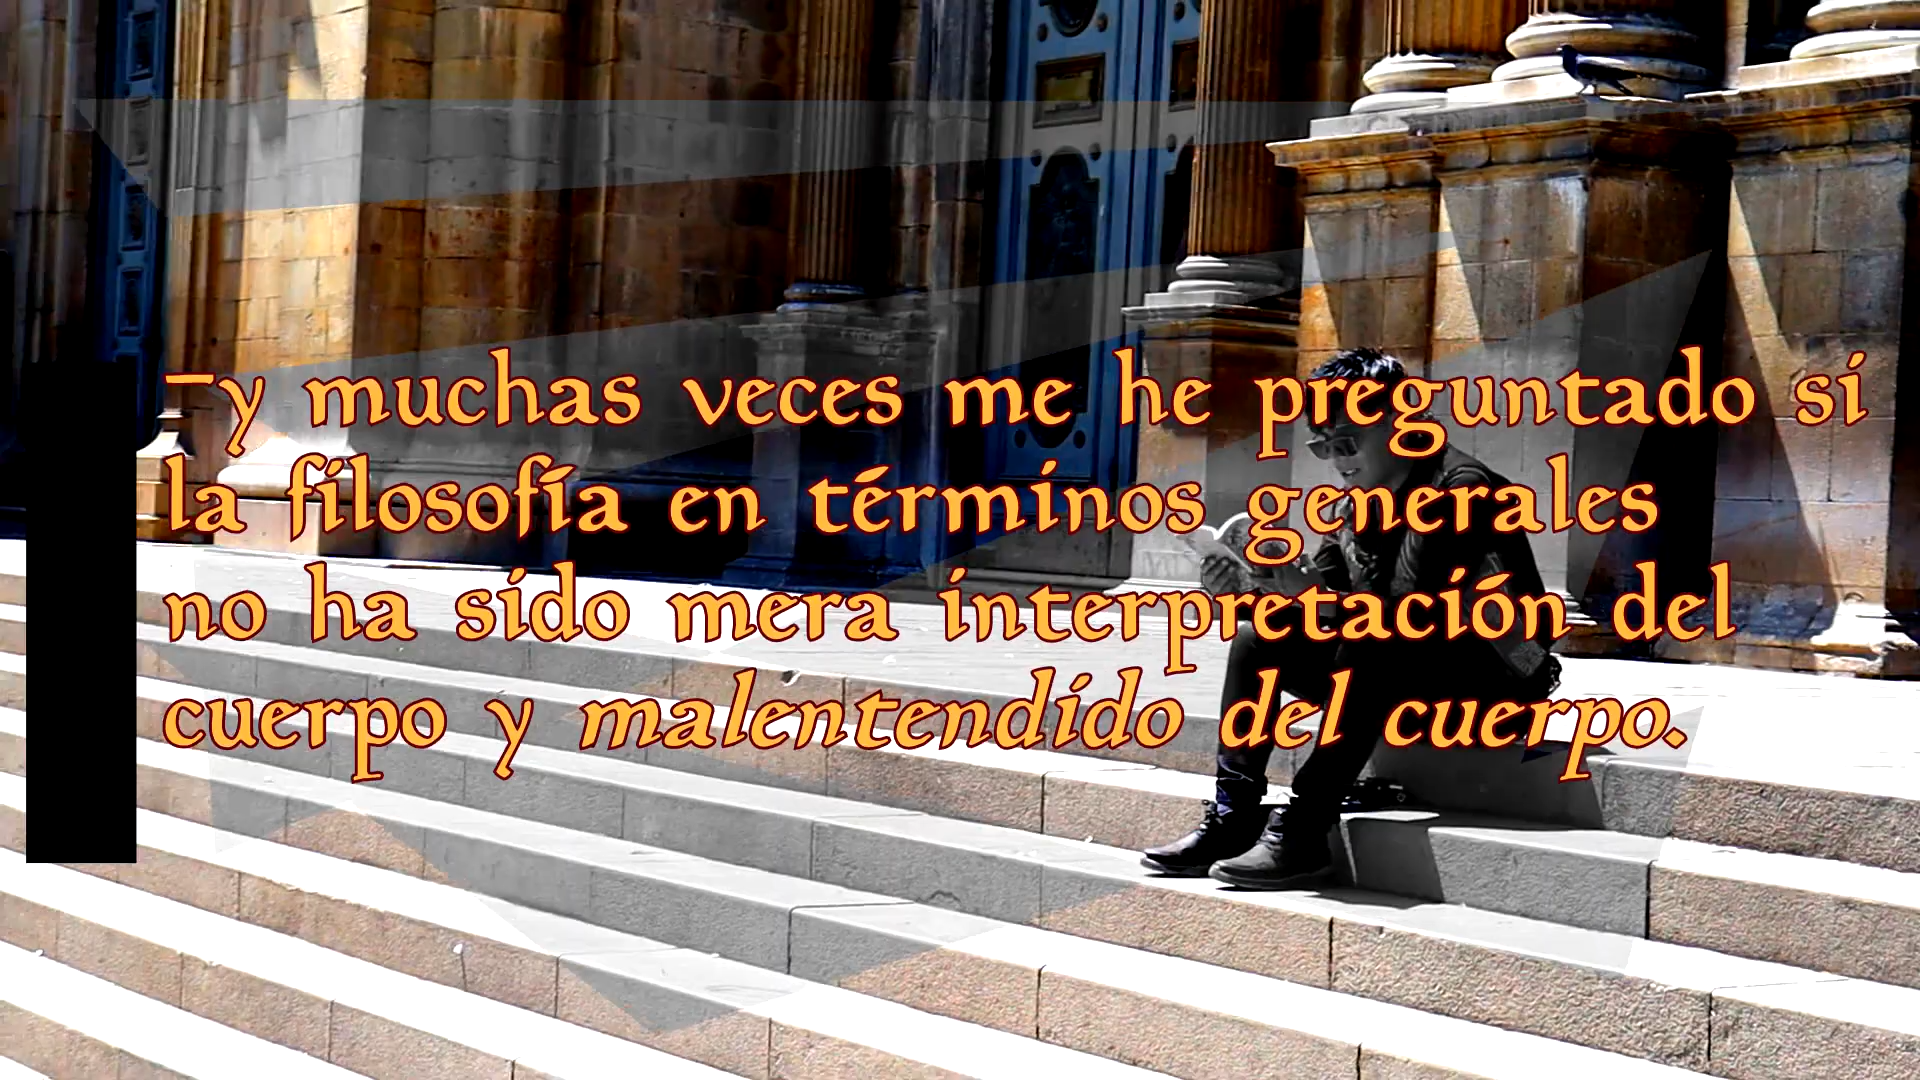 —y muchas veces me he preguntado si
la filosofía en términos generales
no ha sido mera interpretación del
cuerpo y malentendido del cuerpo.